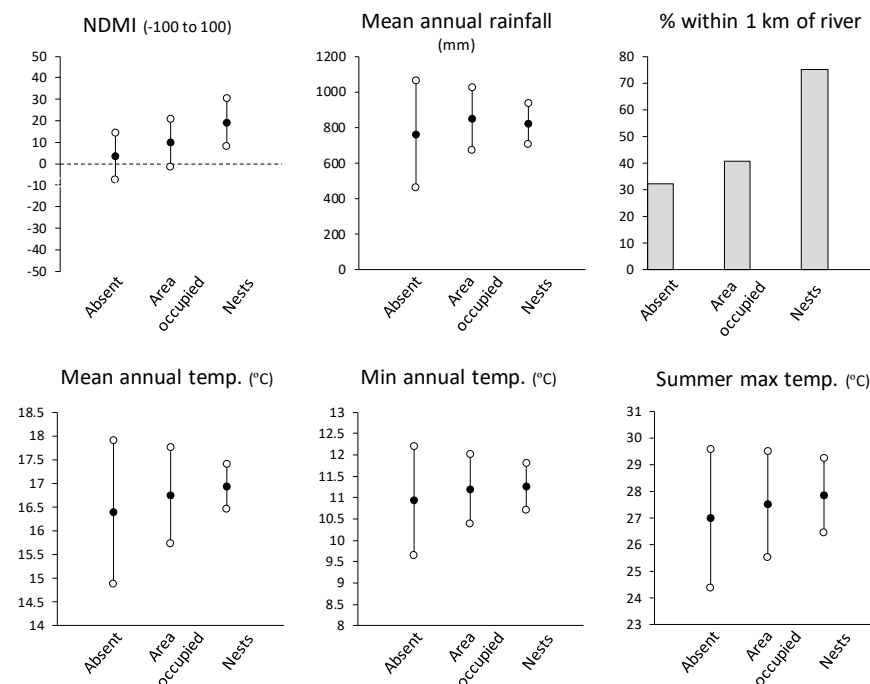 NDMI (-100 to 100)
50
40
30
20
10
0
-10
-20
-30
-40
-50
Absent
Area
occupied
Nests
Mean annual rainfall
(mm)
1200
1000
800
600
400
200
0
Absent
Area
occupied
Nests
% within 1 km of river
80
70
60
50
40
30
20
10
0
Absent
Area
occupied
Nests
Mean annual temp. (ºC)
18.5
18
17.5
17
16.5
16
15.5
15
14.5
14
Absent
Area
occupied
Nests
Min annual temp. (ºC)
13
12.5
12
11.5
11
10.5
10
9.5
9
8.5
8
Absent
Area
occupied
Nests
Summer max temp. (ºC)
31
30
29
28
27
26
25
24
23
Absent
Area
occupied
Nests